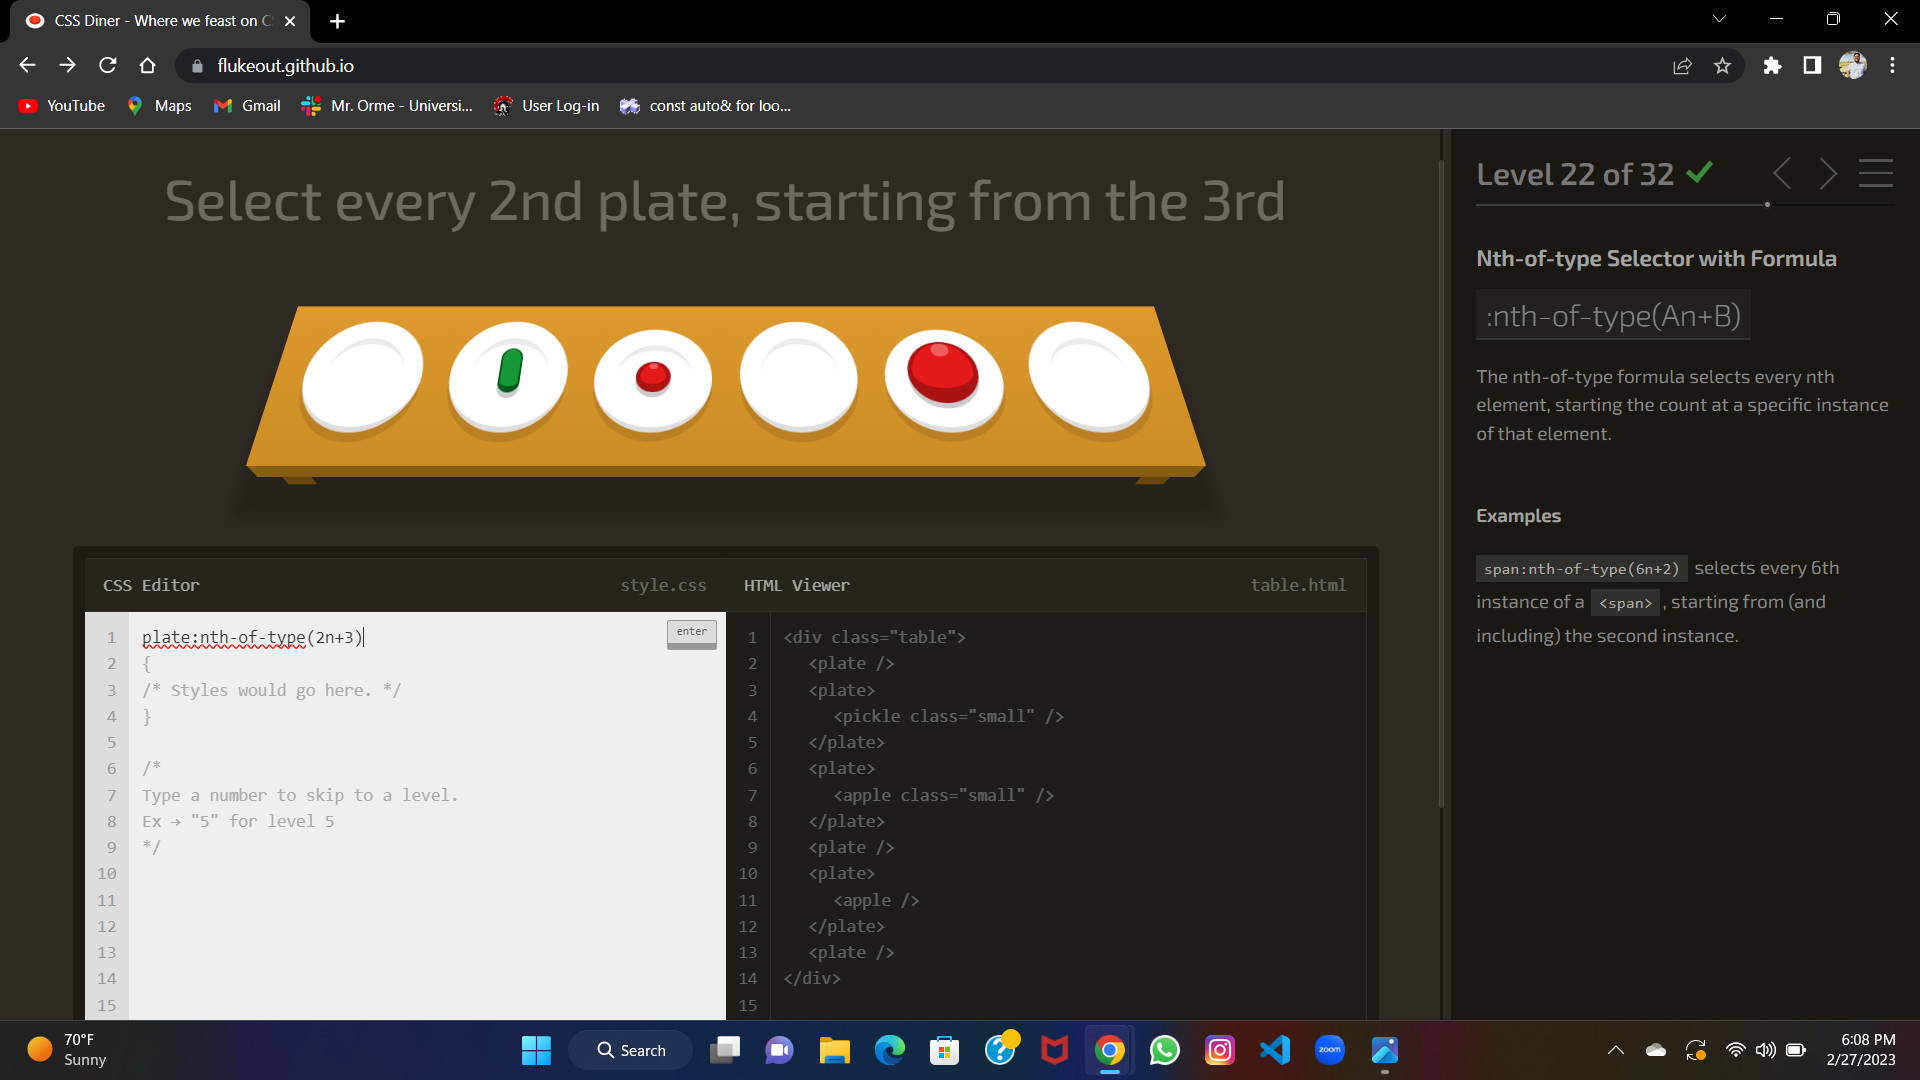 CSS Diner - Where we feast on C
flukeout.github.io
YouTube
Maps
Gmail
Mr. Orme - Universi...
User Log-in
const auto& for loo...
Select every 2nd plate, starting from the 3rd
CSS Editor
style.css
HTML Viewer
table.html
1 plate:nth-of-type(2n+3)
enter
2 {
3 /* Styles would go here. */
4 }
5
6 /*
7 Type a number to skip to a level.
8 Ex → "5" for level 5
9 */
10
11
12
13
14
15
1 <div class="table">
2 <plate />
3 <plate>
4 <pickle class="small" />
5 </plate>
6 <plate>
7 <apple class="small" />
8 </plate>
9 <plate />
10 <plate>
11 <apple />
12 </plate>
13 <plate />
14 </div>
15
Level 22 of 32
Nth-of-type Selector with Formula
:nth-of-type(An+B)
The nth-of-type formula selects every nth
element, starting the count at a specific instance
of that element.
Examples
span:nth-of-type(6n+2) selects every 6th
instance of a <span> , starting from (and
including) the second instance.
70°F
Sunny
Search
zoom
6:08 PM
2/27/2023